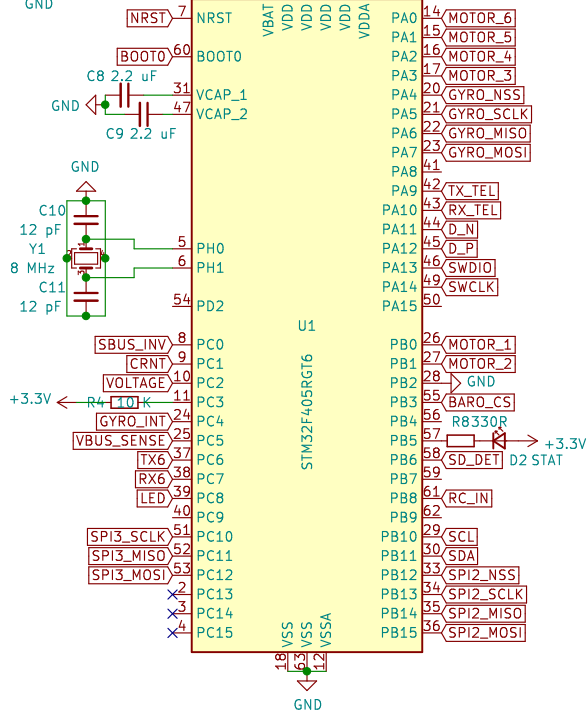 GND
NRST 7 NRST
BOOT0 60 BOOT0
C8 2.2 uF
GND
31 VCAP_1
47 VCAP_2
C9 2.2 uF
GND
C10
12 pF
Y1
8 MHz
C11
12 pF
5 PH0
6 PH1
54 PD2
SBUS_INV 8 PC0
CRNT 9 PC1
VOLTAGE 10 PC2
+3.3V R4 10 K 11 PC3
GYRO_INT 24 PC4
VBUS_SENSE 25 PC5
TX6 37 PC6
RX6 38 PC7
LED 39 PC8
40 PC9
SPI3_SCLK 51 PC10
SPI3_MISO 52 PC11
SPI3_MOSI 53 PC12
2 PC13
3 PC14
4 PC15
VBAT
VDD
VDD
VDD
VDD
VDDA
U1
STM32F405RGT6
PA0 14 MOTOR_6
PA1 15 MOTOR_5
PA2 16 MOTOR_4
PA3 17 MOTOR_3
PA4 20 GYRO_NSS
PA5 21 GYRO_SCLK
PA6 22 GYRO_MISO
PA7 23 GYRO_MOSI
PA8 41
PA9 42 TX_TEL
PA10 43 RX_TEL
PA11 44 D_N
PA12 45 D_P
PA13 46 SWDIO
PA14 49 SWCLK
PA15 50
PB0 26 MOTOR_1
PB1 27 MOTOR_2
PB2 28 GND
PB3 55 BARO_CS
PB4 56
R8 330R
PB5 57
+3.3V
D2 STAT
PB6 58 SD_DET
PB7 59
PB8 61 RC_IN
PB9 62
PB10 29 SCL
PB11 30 SDA
PB12 33 SPI2_NSS
PB13 34 SPI2_SCLK
PB14 35 SPI2_MISO
PB15 36 SPI2_MOSI
VSS 18
VSS 63
VSSA 12
GND